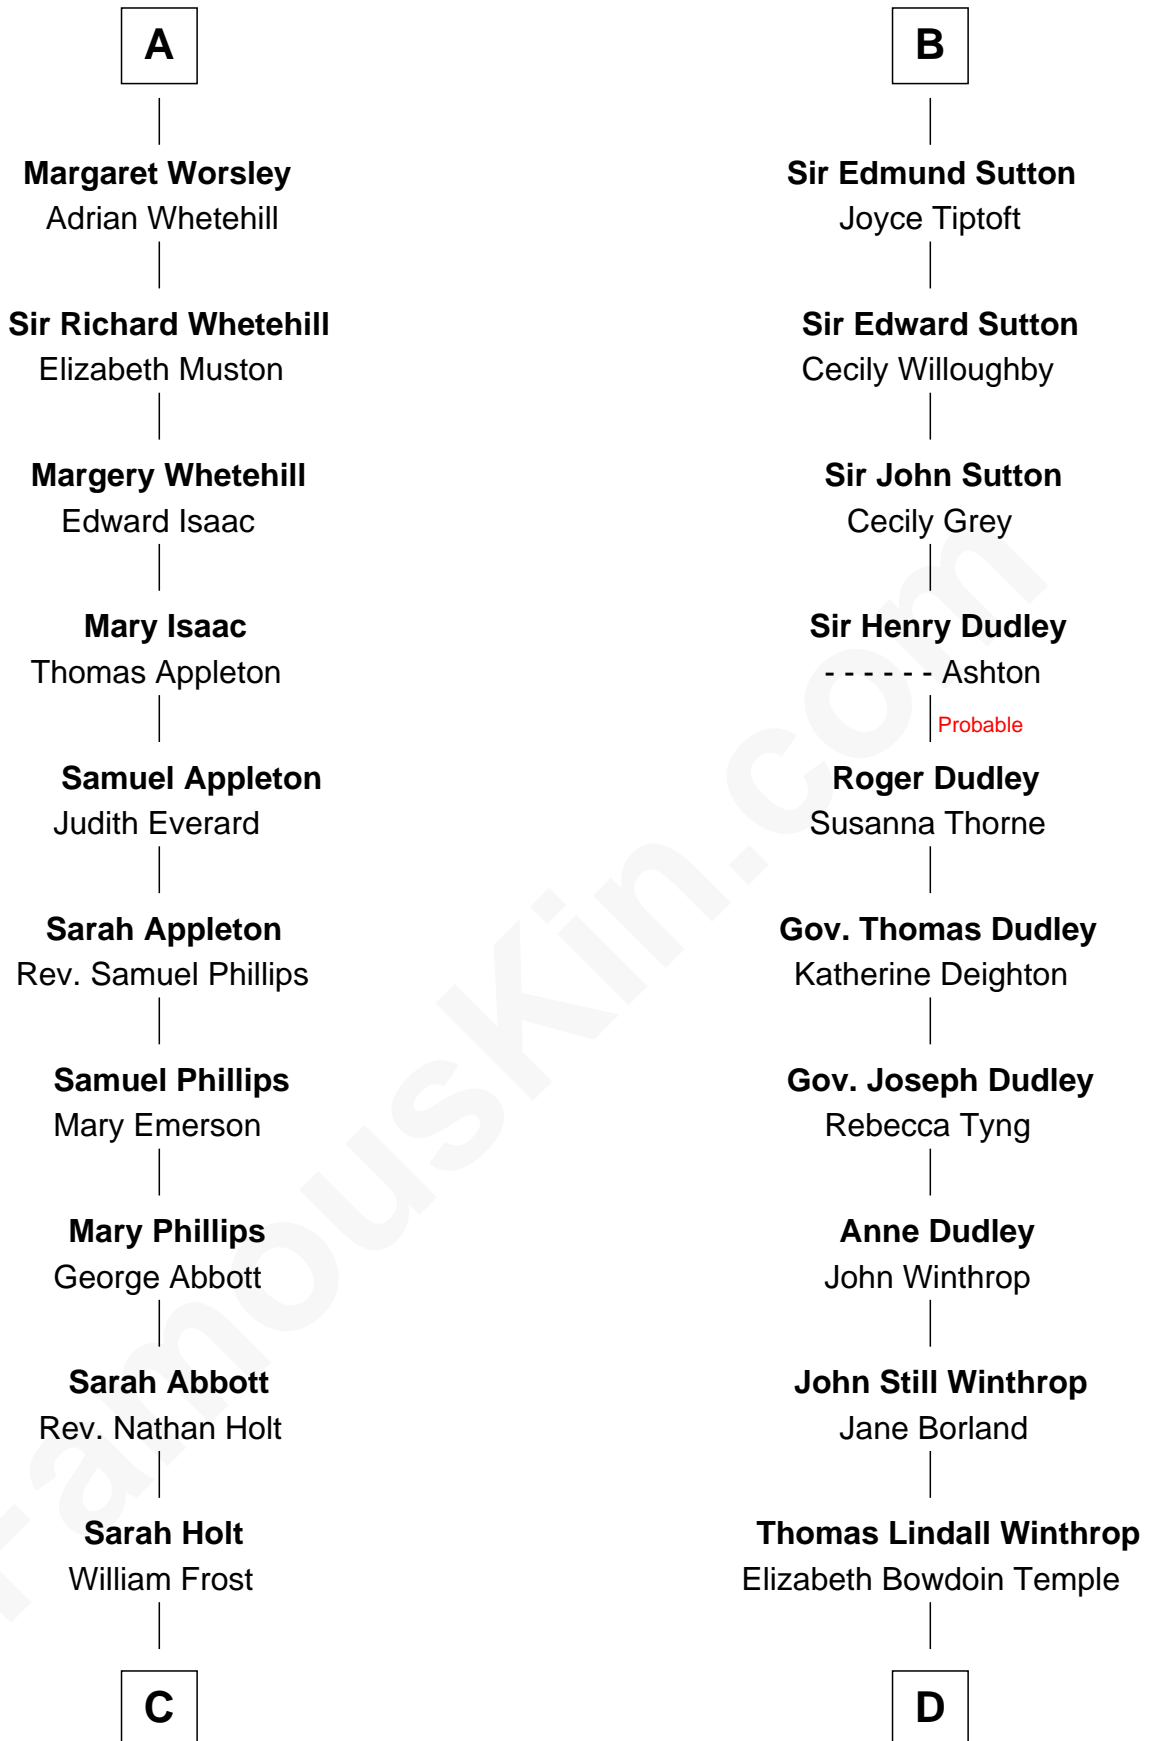 A
Margaret Worsley
Adrian Whetehill
Sir Richard Whetehill
Elizabeth Muston
Margery Whetehill
Edward Isaac
Mary Isaac
Thomas Appleton
Samuel Appleton
Judith Everard
Sarah Appleton
Rev. Samuel Phillips
Samuel Phillips
Mary Emerson
Mary Phillips
George Abbott
Sarah Abbott
Rev. Nathan Holt
Sarah Holt
William Frost
C
B
Sir Edmund Sutton
Joyce Tiptoft
Sir Edward Sutton
Cecily Willoughby
Sir John Sutton
Cecily Grey
Sir Henry Dudley
- - - - - - Ashton
Probable
Roger Dudley
Susanna Thorne
Gov. Thomas Dudley
Katherine Deighton
Gov. Joseph Dudley
Rebecca Tyng
Anne Dudley
John Winthrop
John Still Winthrop
Jane Borland
Thomas Lindall Winthrop
Elizabeth Bowdoin Temple
D
FamousKin.com